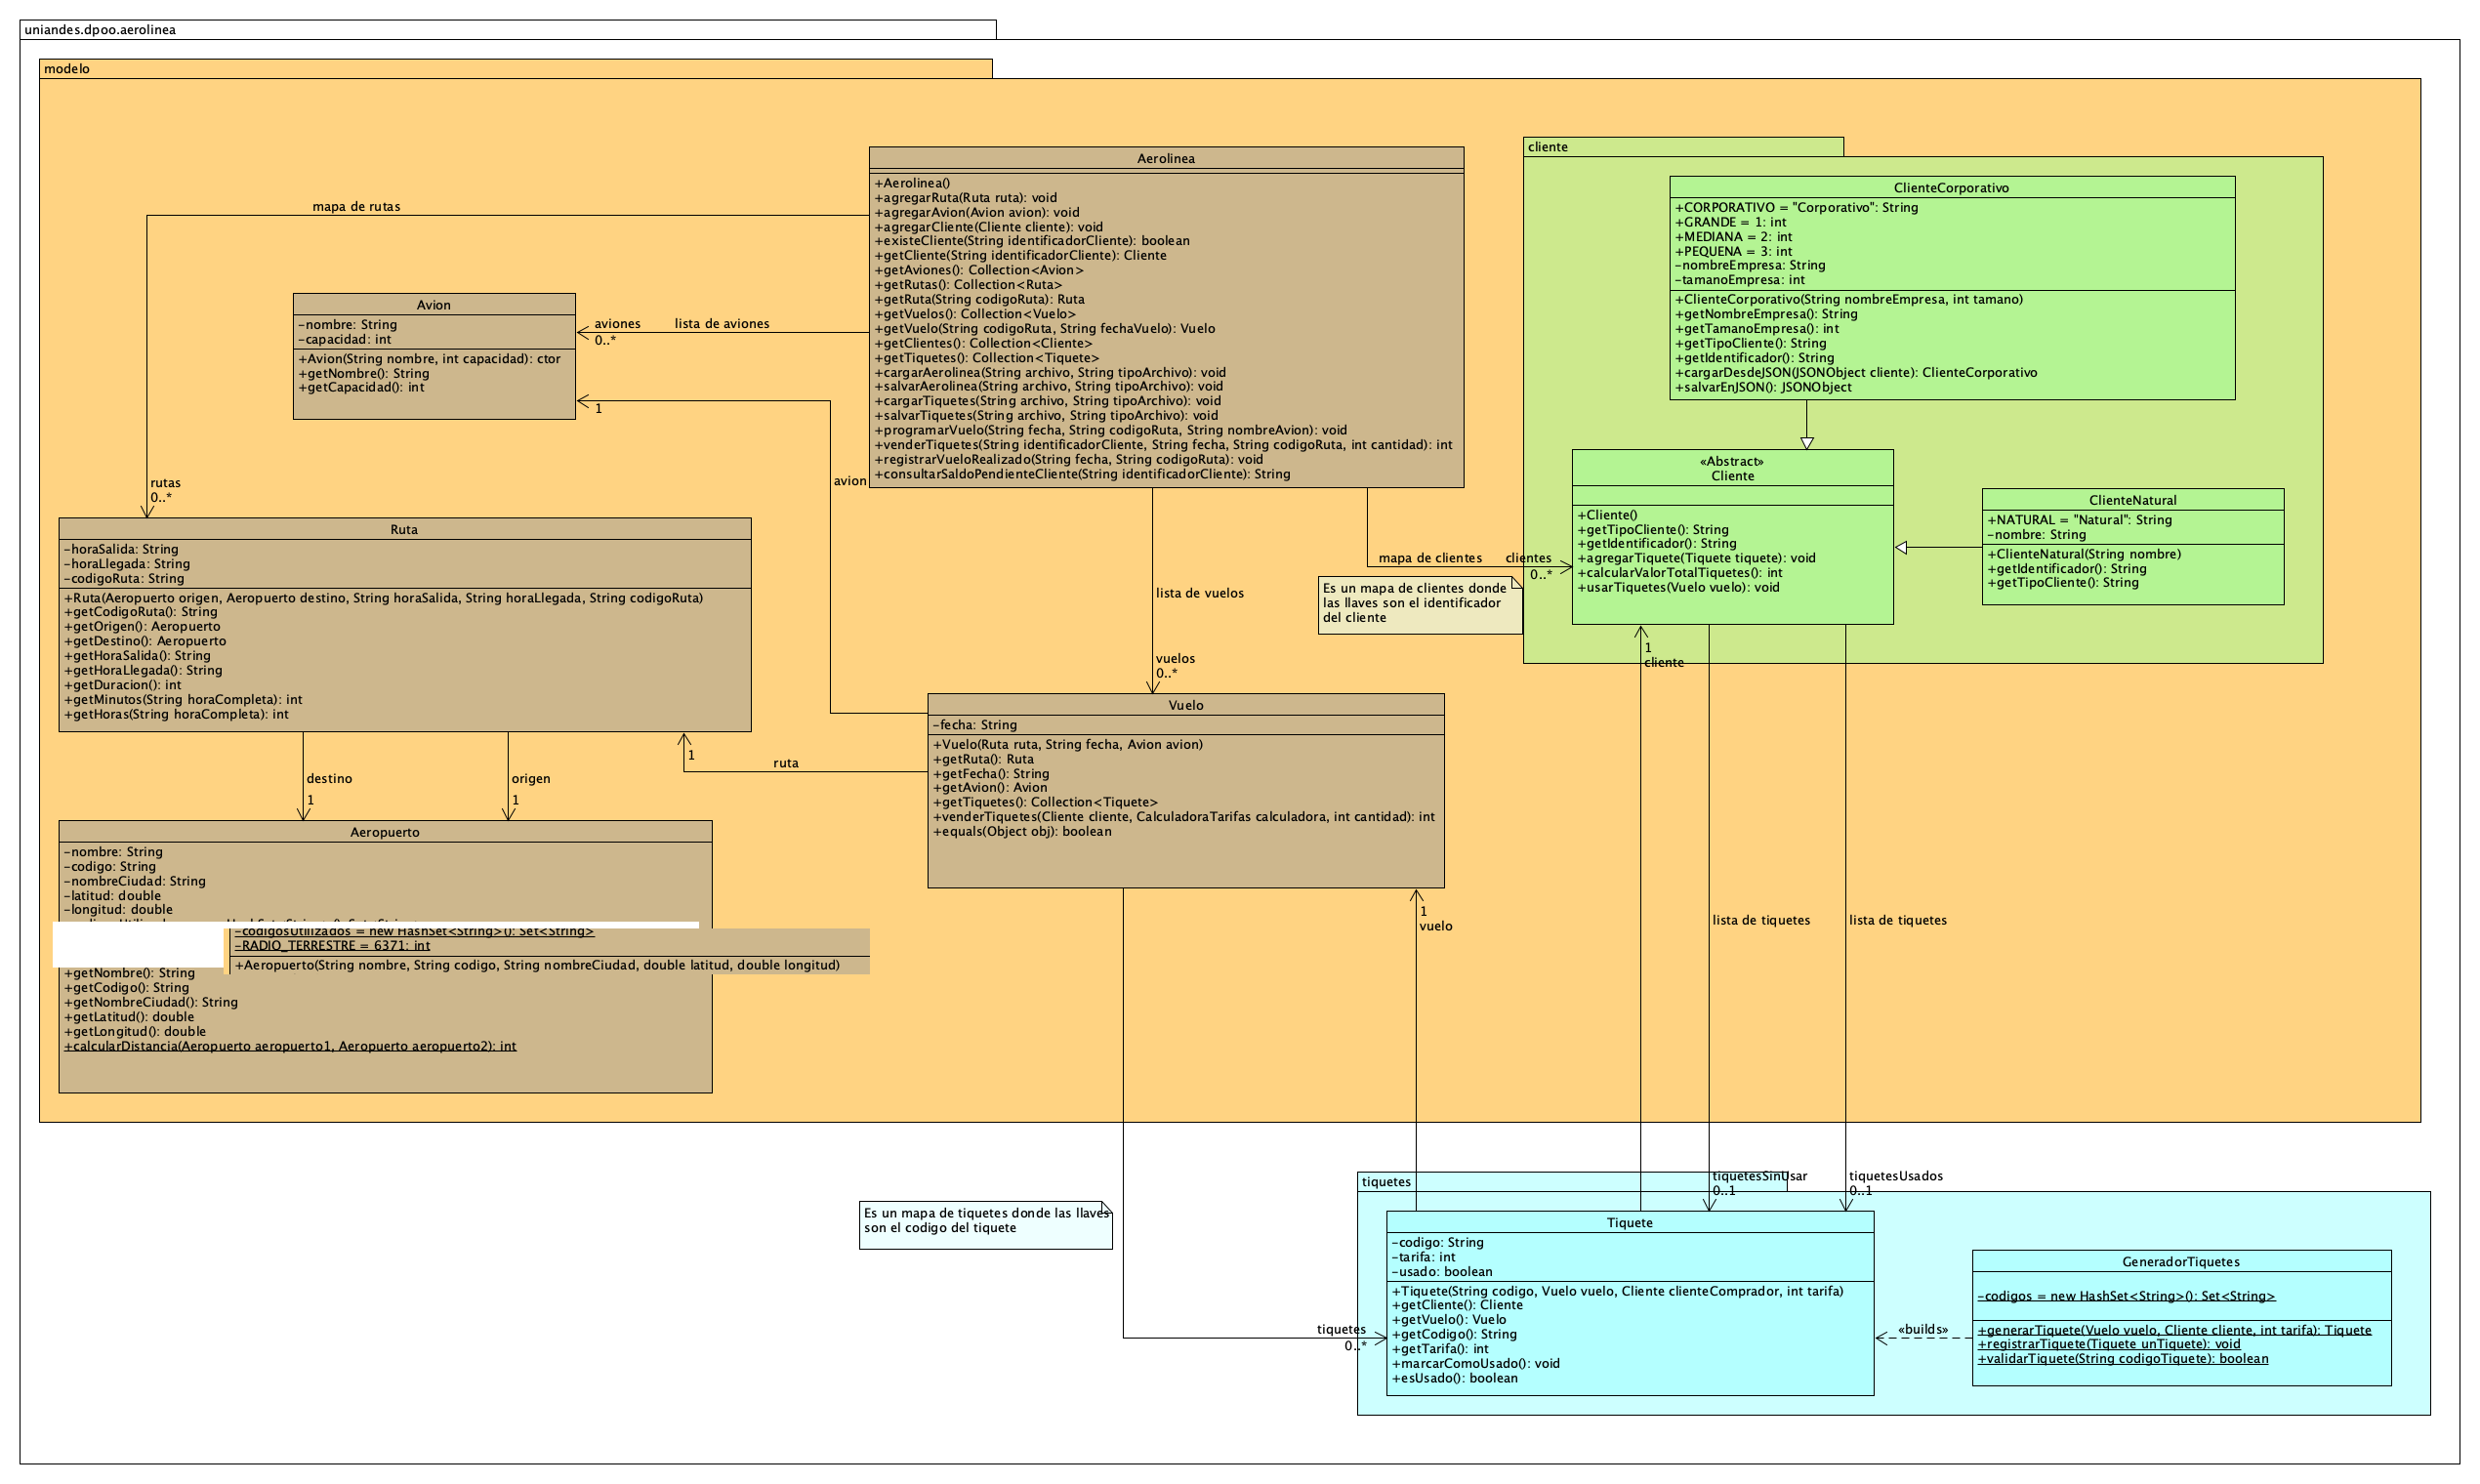 uniandes.dpoo.aerolinea
modelo
Aerolinea
+Aerolinea()
+agregarRuta(Ruta ruta): void
+agregarAvion(Avion avion): void
+agregarCliente(Cliente cliente): void
+existeCliente(String identificadorCliente): boolean
+getCliente(String identificadorCliente): Cliente
+getAviones(): Collection<Avion>
+getRutas(): Collection<Ruta>
+getRuta(String codigoRuta): Ruta
+getVuelos(): Collection<Vuelo>
+getVuelo(String codigoRuta, String fechaVuelo): Vuelo
+getClientes(): Collection<Cliente>
+getTiquetes(): Collection<Tiquete>
+cargarAerolinea(String archivo, String tipoArchivo): void
+salvarAerolinea(String archivo, String tipoArchivo): void
+cargarTiquetes(String archivo, String tipoArchivo): void
+salvarTiquetes(String archivo, String tipoArchivo): void
+programarVuelo(String fecha, String codigoRuta, String nombreAvion): void
+venderTiquetes(String identificadorCliente, String fecha, String codigoRuta, int cantidad): int
+registrarVueloRealizado(String fecha, String codigoRuta): void
+consultarSaldoPendienteCliente(String identificadorCliente): String
mapa de rutas
rutas
0..*
aviones
lista de aviones
0..*
Avion
-nombre: String
-capacidad: int
+Avion(String nombre, int capacidad): ctor
+getNombre(): String
+getCapacidad(): int
1
avion
cliente
ClienteCorporativo
+CORPORATIVO = "Corporativo": String
+GRANDE = 1: int
+MEDIANA = 2: int
+PEQUENA = 3: int
-nombreEmpresa: String
-tamanoEmpresa: int
+ClienteCorporativo(String nombreEmpresa, int tamano)
+getNombreEmpresa(): String
+getTamanoEmpresa(): int
+getTipoCliente(): String
+getIdentificador(): String
+cargarDesdeJSON(JSONObject cliente): ClienteCorporativo
+salvarEnJSON(): JSONObject
«Abstract»
Cliente
+Cliente()
+getTipoCliente(): String
+getIdentificador(): String
+agregarTiquete(Tiquete tiquete): void
+calcularValorTotalTiquetes(): int
+usarTiquetes(Vuelo vuelo): void
ClienteNatural
+NATURAL = "Natural": String
-nombre: String
+ClienteNatural(String nombre)
+getIdentificador(): String
+getTipoCliente(): String
mapa de clientes
clientes
0..*
Es un mapa de clientes donde
las llaves son el identificador
del cliente
1
cliente
Ruta
-horaSalida: String
-horaLlegada: String
-codigoRuta: String
+Ruta(Aeropuerto origen, Aeropuerto destino, String horaSalida, String horaLlegada, String codigoRuta)
+getCodigoRuta(): String
+getOrigen(): Aeropuerto
+getDestino(): Aeropuerto
+getHoraSalida(): String
+getHoraLlegada(): String
+getDuracion(): int
+getMinutos(String horaCompleta): int
+getHoras(String horaCompleta): int
lista de vuelos
vuelos
0..*
Vuelo
-fecha: String
+Vuelo(Ruta ruta, String fecha, Avion avion)
+getRuta(): Ruta
+getFecha(): String
+getAvion(): Avion
+getTiquetes(): Collection<Tiquete>
+venderTiquetes(Cliente cliente, CalculadoraTarifas calculadora, int cantidad): int
+equals(Object obj): boolean
1
ruta
destino
1
origen
1
Aeropuerto
-nombre: String
-codigo: String
-nombreCiudad: String
-latitud: double
-longitud: double
-codigosUtilizados = new HashSet<String>(): Set<String>
-RADIO_TERRESTRE = 6371: int
+Aeropuerto(String nombre, String codigo, String nombreCiudad, double latitud, double longitud)
+getNombre(): String
+getCodigo(): String
+getNombreCiudad(): String
+getLatitud(): double
+getLongitud(): double
+calcularDistancia(Aeropuerto aeropuerto1, Aeropuerto aeropuerto2): int
1
vuelo
lista de tiquetes
lista de tiquetes
tiquetesSinUsar
0..1
tiquetesUsados
0..1
Es un mapa de tiquetes donde las llaves
son el codigo del tiquete
tiquetes
0..*
tiquetes
Tiquete
-codigo: String
-tarifa: int
-usado: boolean
+Tiquete(String codigo, Vuelo vuelo, Cliente clienteComprador, int tarifa)
+getCliente(): Cliente
+getVuelo(): Vuelo
+getCodigo(): String
+getTarifa(): int
+marcarComoUsado(): void
+esUsado(): boolean
«builds»
GeneradorTiquetes
-codigos = new HashSet<String>(): Set<String>
+generarTiquete(Vuelo vuelo, Cliente cliente, int tarifa): Tiquete
+registrarTiquete(Tiquete unTiquete): void
+validarTiquete(String codigoTiquete): boolean